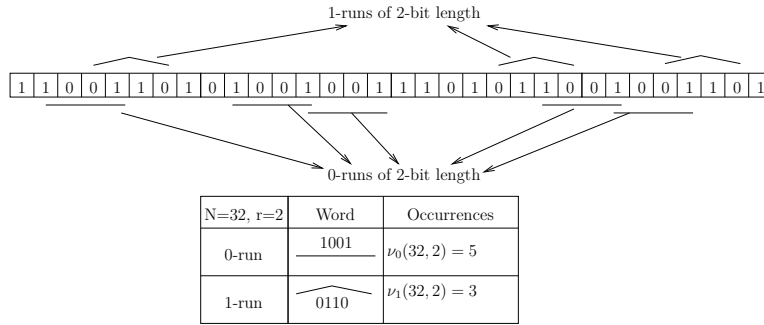 1-runs of 2-bit length
1 1 0 0 1 1 0 1 0 1 0 0 1 0 0 1 1 1 0 1 0 1 1 0 0 1 0 0 1 1 0 1
0-runs of 2-bit length
N=32, r=2 Word Occurrences
0-run 1001 ν₀(32, 2) = 5
1-run 0110 ν₁(32, 2) = 3